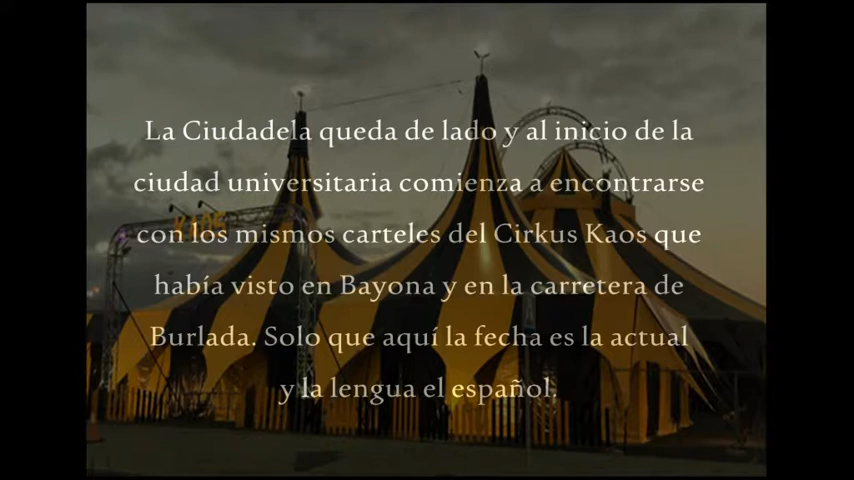 La Ciudadela queda de lado y al inicio de la
ciudad universitaria comienza a encontrarse
con los mismos carteles del Cirkus Kaos que
había visto en Bayona y en la carretera de
Burlada. Solo que aquí la fecha es la actual
y la lengua el español.
KAOS